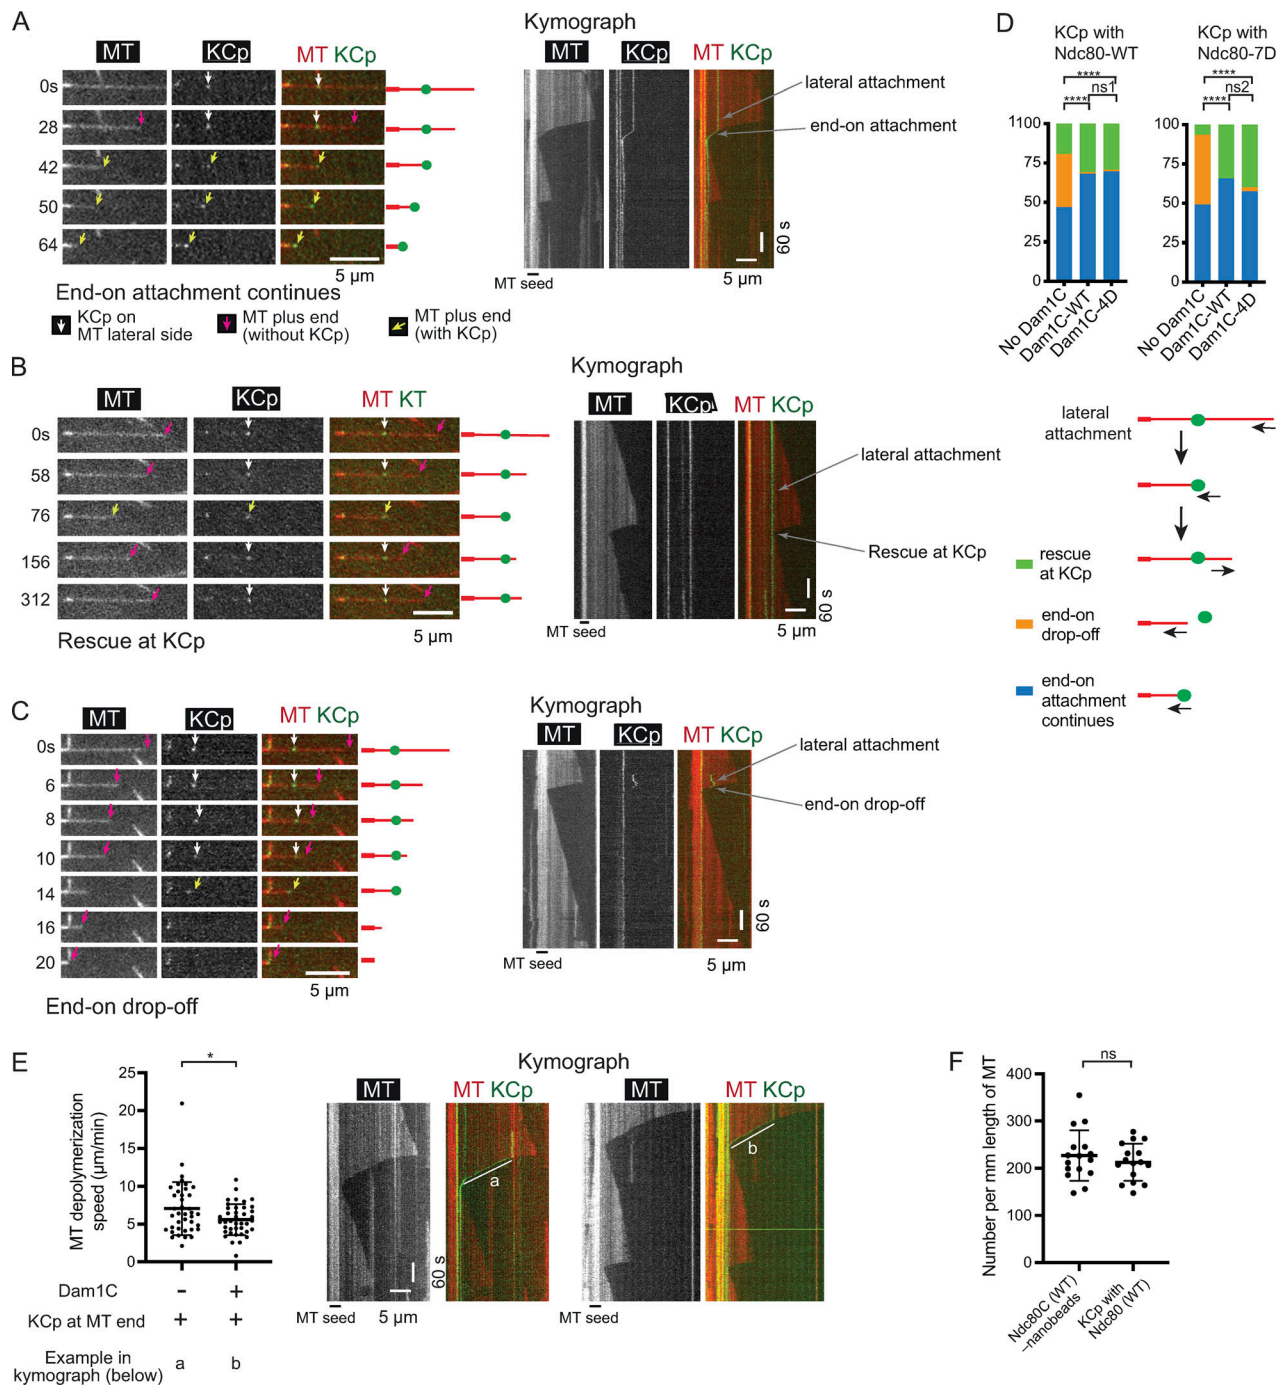 A
MT
KCp
MT KCp
0s
28
42
50
64
5 µm
End-on attachment continues
KCp on
MT lateral side
MT plus end
(without KCp)
MT plus end
(with KCp)
Kymograph
MT
KCp
MT KCp
lateral attachment
end-on attachment
60 s
MT seed
5 µm
B
MT
KCp
MT KT
0s
58
76
156
312
Rescue at KCp
5 µm
Kymograph
MT
KCp
MT KCp
lateral attachment
Rescue at KCp
60 s
MT seed
5 µm
C
MT
KCp
MT KCp
0s
6
8
10
14
16
20
5 µm
End-on drop-off
Kymograph
MT
KCp
MT KCp
lateral attachment
end-on drop-off
60 s
MT seed
5 µm
D
KCp with
Ndc80-WT
KCp with
Ndc80-7D
****
**** ns1
****
**** ns2
1100
75
50
25
0
No Dam1C
Dam1C-WT
Dam1C-4D
100
75
50
25
0
No Dam1C
Dam1C-WT
Dam1C-4D
lateral
attachment
rescue
at KCp
end-on
drop-off
end-on
attachment
continues
E
*
MT depolymerization
speed (µm/min)
25
20
15
10
5
0
Dam1C - +
KCp at MT end + +
Example in
kymograph (below) a b
Kymograph
MT
MT KCp
MT
MT KCp
a
b
60 s
MT seed
5 µm
MT seed
F
ns
Number per mm length of MT
400
300
200
100
0
Ndc80C (WT)
–nanobeads
KCp with
Ndc80 (WT)